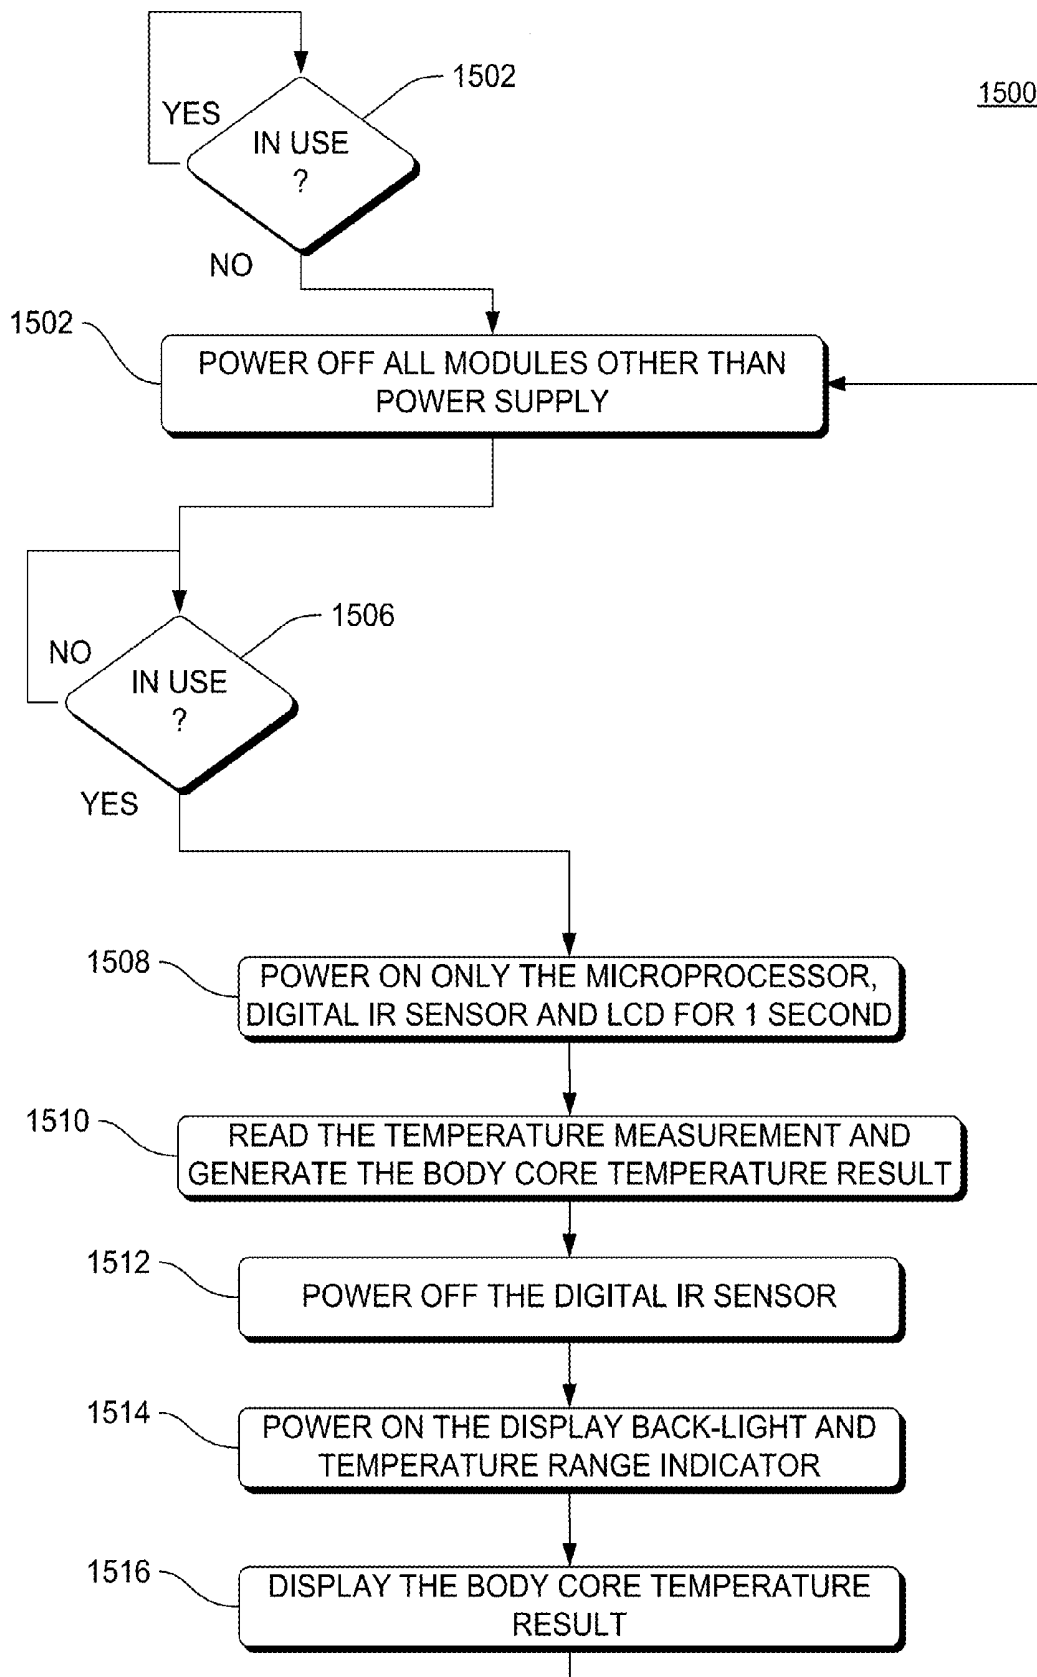 1502
1500
YES
IN USE
?
NO
1502
POWER OFF ALL MODULES OTHER THAN
POWER SUPPLY
1506
NO
IN USE
?
YES
1508
POWER ON ONLY THE MICROPROCESSOR,
DIGITAL IR SENSOR AND LCD FOR 1 SECOND
1510
READ THE TEMPERATURE MEASUREMENT AND
GENERATE THE BODY CORE TEMPERATURE RESULT
1512
POWER OFF THE DIGITAL IR SENSOR
1514
POWER ON THE DISPLAY BACK-LIGHT AND
TEMPERATURE RANGE INDICATOR
1516
DISPLAY THE BODY CORE TEMPERATURE
RESULT